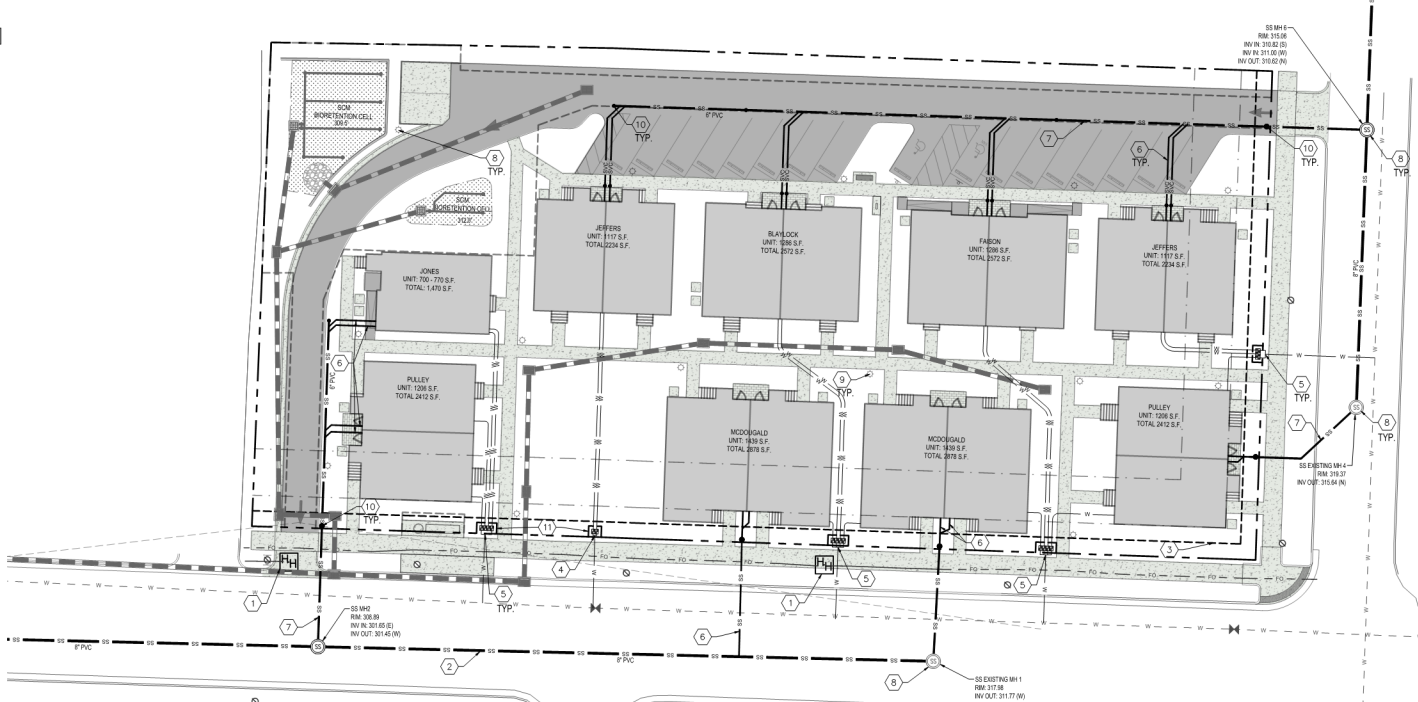 SS MH 6
RIM: 315.06
INV IN: 310.82 (S)
INV IN: 311.00 (W)
INV OUT: 310.62 (N)
SCM
BIORETENTION CELL
309.5'
8
TYP.
10
TYP.
6" PVC
7
6
TYP.
10
TYP.
8
TYP.
SCM
BIORETENTION CELL
JEFFERS
UNIT: 1117 S.F.
TOTAL 2234 S.F.
BLAYLOCK
UNIT: 1286 S.F.
TOTAL 2572 S.F.
FAISON
UNIT: 1286 S.F.
TOTAL 2572 S.F.
JEFFERS
UNIT: 1117 S.F.
TOTAL 2234 S.F.
JONES
UNIT: 700 - 770 S.F.
TOTAL: 1,470 S.F.
8" PVC
6
6" PVC
PULLEY
UNIT: 1206 S.F.
TOTAL 2412 S.F.
9
TYP.
5
TYP.
MCDOUGALD
UNIT: 1439 S.F.
TOTAL 2878 S.F.
MCDOUGALD
UNIT: 1439 S.F.
TOTAL 2878 S.F.
PULLEY
UNIT: 1206 S.F.
TOTAL 2412 S.F.
7
8
TYP.
SS EXISTING MH 4
RIM: 319.37
INV OUT: 315.64 (N)
10
TYP.
11
4
5
TYP.
6
5
5
3
HH
1
HH
1
7
SS MH2
RIM: 306.89
INV IN: 301.65 (E)
INV OUT: 301.45 (W)
8" PVC
2
8" PVC
6
8
SS EXISTING MH 1
RIM: 317.98
INV OUT: 311.77 (W)